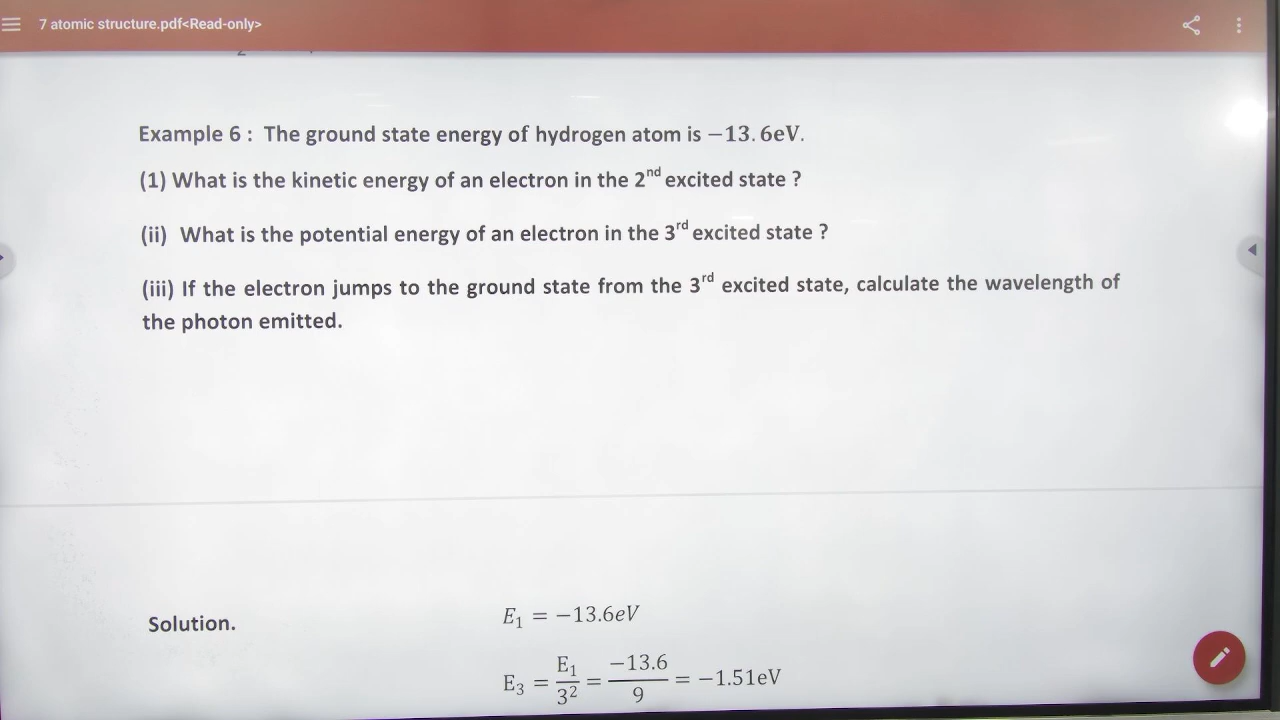 7 atomic structure.pdf<Read-only>
Example 6 : The ground state energy of hydrogen atom is −13.6eV.
(1) What is the kinetic energy of an electron in the 2nd excited state ?
(ii) What is the potential energy of an electron in the 3rd excited state ?
(iii) If the electron jumps to the ground state from the 3rd excited state, calculate the wavelength of
the photon emitted.
Solution.
E₁ = −13.6eV
E₃ = E₁/3² = −13.6/9 = −1.51eV